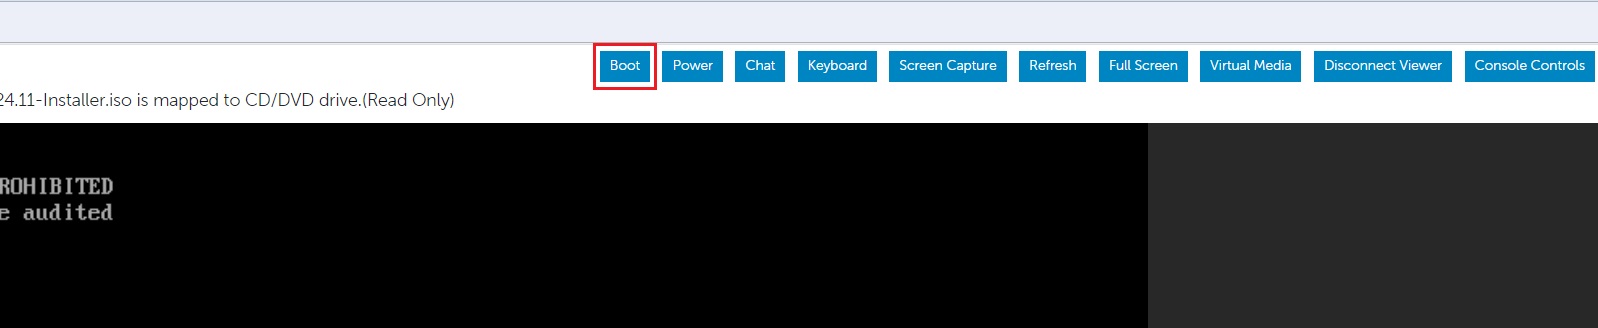 Boot Power Chat Keyboard Screen Capture Refresh Full Screen Virtual Media Disconnect Viewer Console Controls
24.11-Installer.iso is mapped to CD/DVD drive.(Read Only)
ROHIBITED
e audited